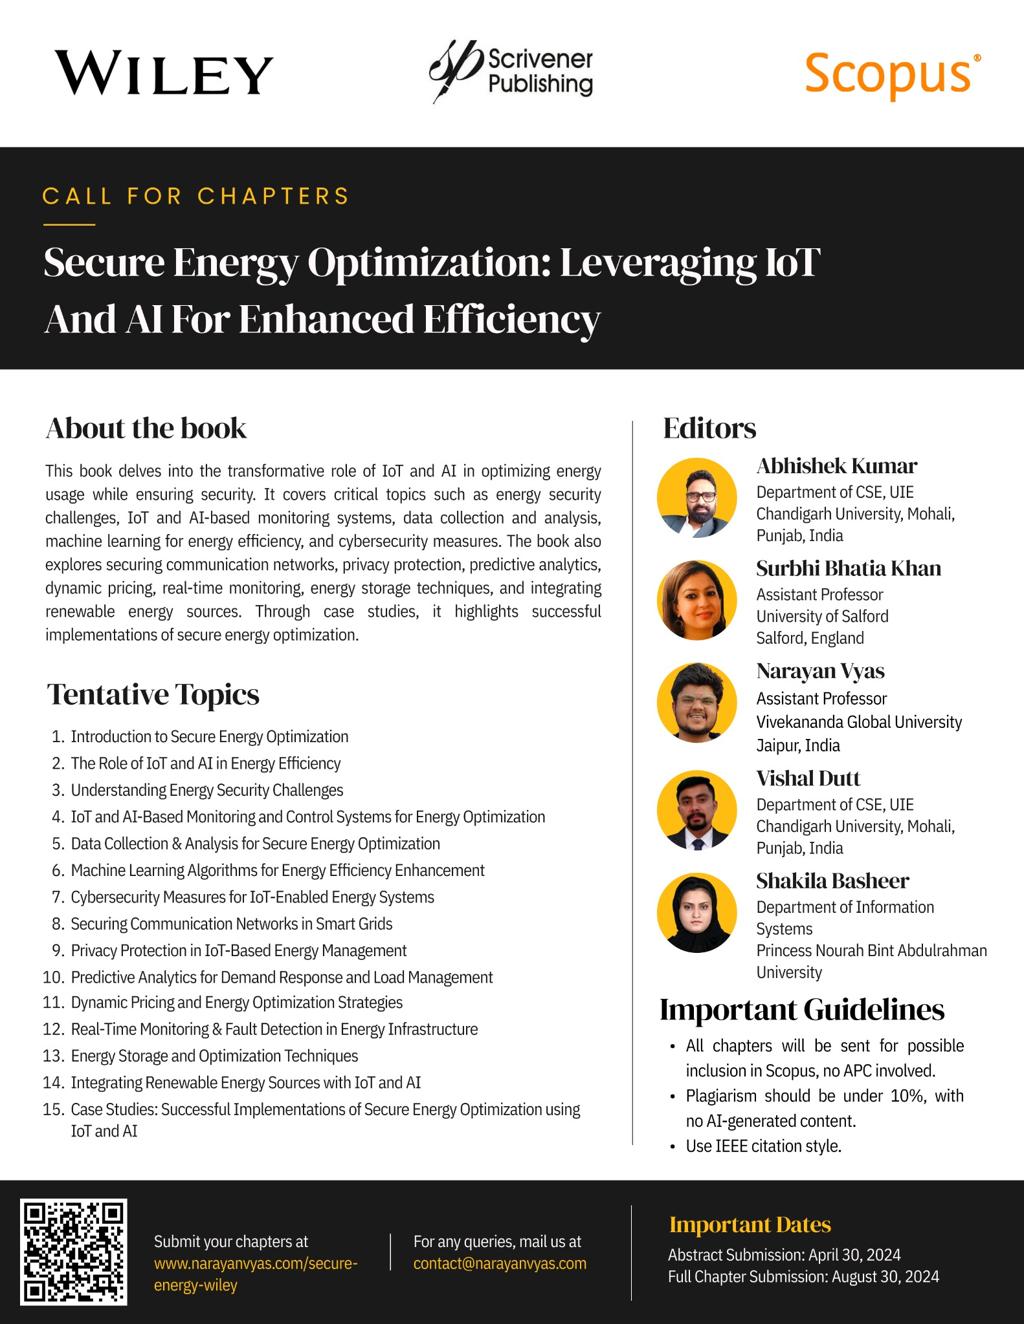 WILEY
sp Scrivener
Publishing
Scopus®
CALL FOR CHAPTERS
Secure Energy Optimization: Leveraging IoT
And AI For Enhanced Efficiency
About the book
This book delves into the transformative role of IoT and AI in optimizing energy
usage while ensuring security. It covers critical topics such as energy security
challenges, IoT and AI-based monitoring systems, data collection and analysis,
machine learning for energy efficiency, and cybersecurity measures. The book also
explores securing communication networks, privacy protection, predictive analytics,
dynamic pricing, real-time monitoring, energy storage techniques, and integrating
renewable energy sources. Through case studies, it highlights successful
implementations of secure energy optimization.
Tentative Topics
1. Introduction to Secure Energy Optimization
2. The Role of IoT and AI in Energy Efficiency
3. Understanding Energy Security Challenges
4. IoT and AI-Based Monitoring and Control Systems for Energy Optimization
5. Data Collection & Analysis for Secure Energy Optimization
6. Machine Learning Algorithms for Energy Efficiency Enhancement
7. Cybersecurity Measures for IoT-Enabled Energy Systems
8. Securing Communication Networks in Smart Grids
9. Privacy Protection in IoT-Based Energy Management
10. Predictive Analytics for Demand Response and Load Management
11. Dynamic Pricing and Energy Optimization Strategies
12. Real-Time Monitoring & Fault Detection in Energy Infrastructure
13. Energy Storage and Optimization Techniques
14. Integrating Renewable Energy Sources with IoT and AI
15. Case Studies: Successful Implementations of Secure Energy Optimization using
IoT and AI
Editors
Abhishek Kumar
Department of CSE, UIE
Chandigarh University, Mohali,
Punjab, India
Surbhi Bhatia Khan
Assistant Professor
University of Salford
Salford, England
Narayan Vyas
Assistant Professor
Vivekananda Global University
Jaipur, India
Vishal Dutt
Department of CSE, UIE
Chandigarh University, Mohali,
Punjab, India
Shakila Basheer
Department of Information
Systems
Princess Nourah Bint Abdulrahman
University
Important Guidelines
• All chapters will be sent for possible
inclusion in Scopus, no APC involved.
• Plagiarism should be under 10%, with
no AI-generated content.
• Use IEEE citation style.
Submit your chapters at
www.narayanvyas.com/secure-
energy-wiley
For any queries, mail us at
contact@narayanvyas.com
Important Dates
Abstract Submission: April 30, 2024
Full Chapter Submission: August 30, 2024